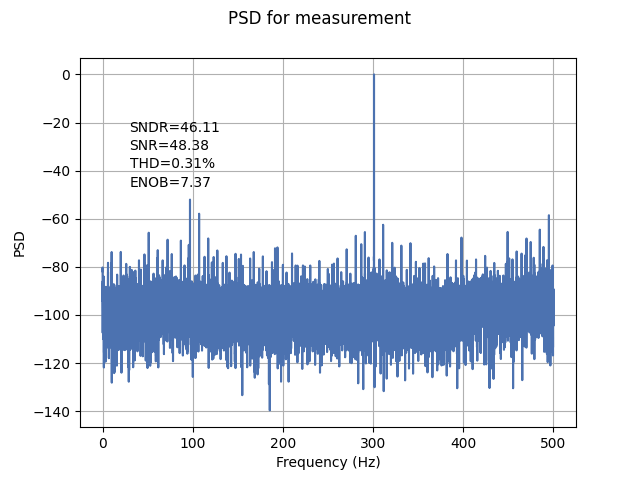 PSD for measurement
0
−20
−40
−60
−80
−100
−120
−140
PSD
SNDR=46.11
SNR=48.38
THD=0.31%
ENOB=7.37
0
100
200
300
400
500
Frequency (Hz)